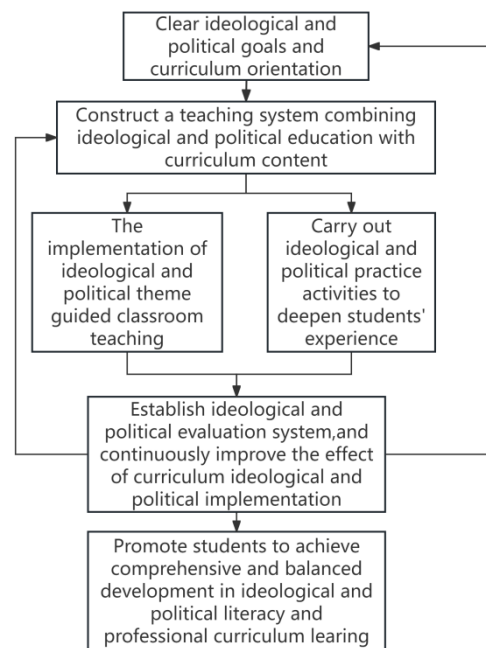 Clear ideological and
political goals and
curriculum orientation
Construct a teaching system combining
ideological and political education with
curriculum content
The
implementation of
ideological and
political theme
guided classroom
teaching
Carry out
ideological and
political practice
activities to
deepen students'
experience
Establish ideological and
political evaluation system,and
continuously improve the effect
of curriculum ideological and
political implementation
Promote students to achieve
comprehensive and balanced
development in ideological and
political literacy and
professional curriculum learing